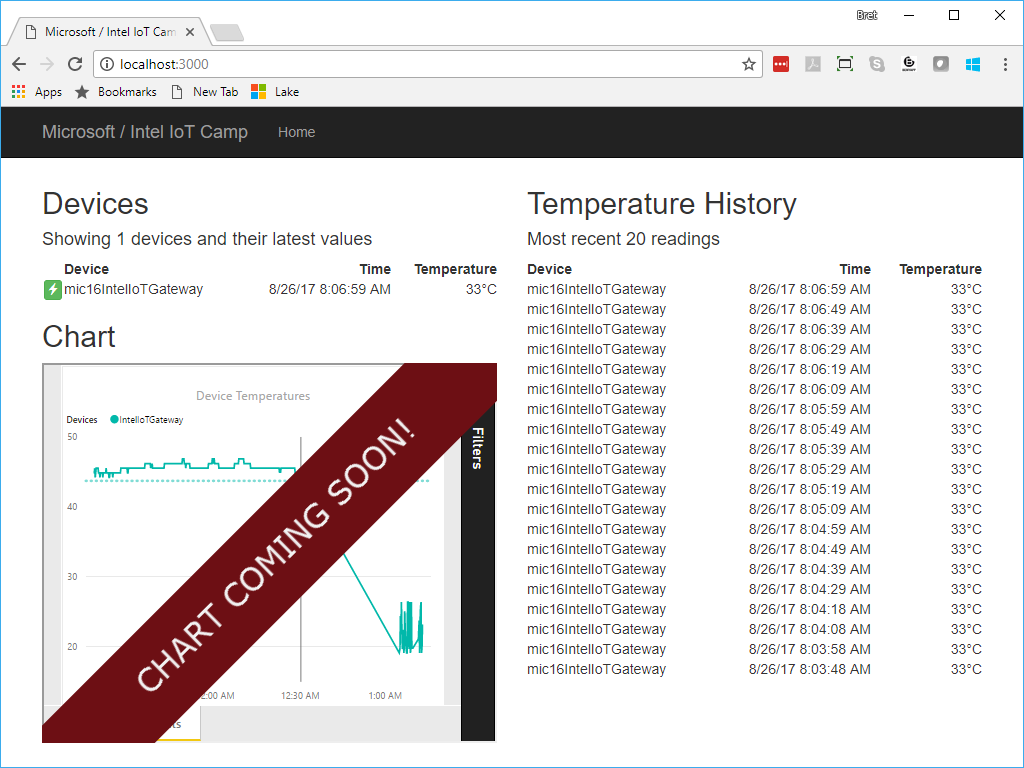 Bret
Microsoft / Intel IoT Cam
localhost:3000
Apps Bookmarks New Tab Lake
Microsoft / Intel IoT Camp Home
Devices
Showing 1 devices and their latest values
Device Time Temperature
mic16IntelIoTGateway 8/26/17 8:06:59 AM 33°C
Chart
Device Temperatures
Devices IntelIoTGateway
50
40
30
20
12:30 AM 1:00 AM
CHART COMING SOON!
Filters
Temperature History
Most recent 20 readings
Device Time Temperature
mic16IntelIoTGateway 8/26/17 8:06:59 AM 33°C
mic16IntelIoTGateway 8/26/17 8:06:49 AM 33°C
mic16IntelIoTGateway 8/26/17 8:06:39 AM 33°C
mic16IntelIoTGateway 8/26/17 8:06:29 AM 33°C
mic16IntelIoTGateway 8/26/17 8:06:19 AM 33°C
mic16IntelIoTGateway 8/26/17 8:06:09 AM 33°C
mic16IntelIoTGateway 8/26/17 8:05:59 AM 33°C
mic16IntelIoTGateway 8/26/17 8:05:49 AM 33°C
mic16IntelIoTGateway 8/26/17 8:05:39 AM 33°C
mic16IntelIoTGateway 8/26/17 8:05:29 AM 33°C
mic16IntelIoTGateway 8/26/17 8:05:19 AM 33°C
mic16IntelIoTGateway 8/26/17 8:05:09 AM 33°C
mic16IntelIoTGateway 8/26/17 8:04:59 AM 33°C
mic16IntelIoTGateway 8/26/17 8:04:49 AM 33°C
mic16IntelIoTGateway 8/26/17 8:04:39 AM 33°C
mic16IntelIoTGateway 8/26/17 8:04:29 AM 33°C
mic16IntelIoTGateway 8/26/17 8:04:18 AM 33°C
mic16IntelIoTGateway 8/26/17 8:04:08 AM 33°C
mic16IntelIoTGateway 8/26/17 8:03:58 AM 33°C
mic16IntelIoTGateway 8/26/17 8:03:48 AM 33°C